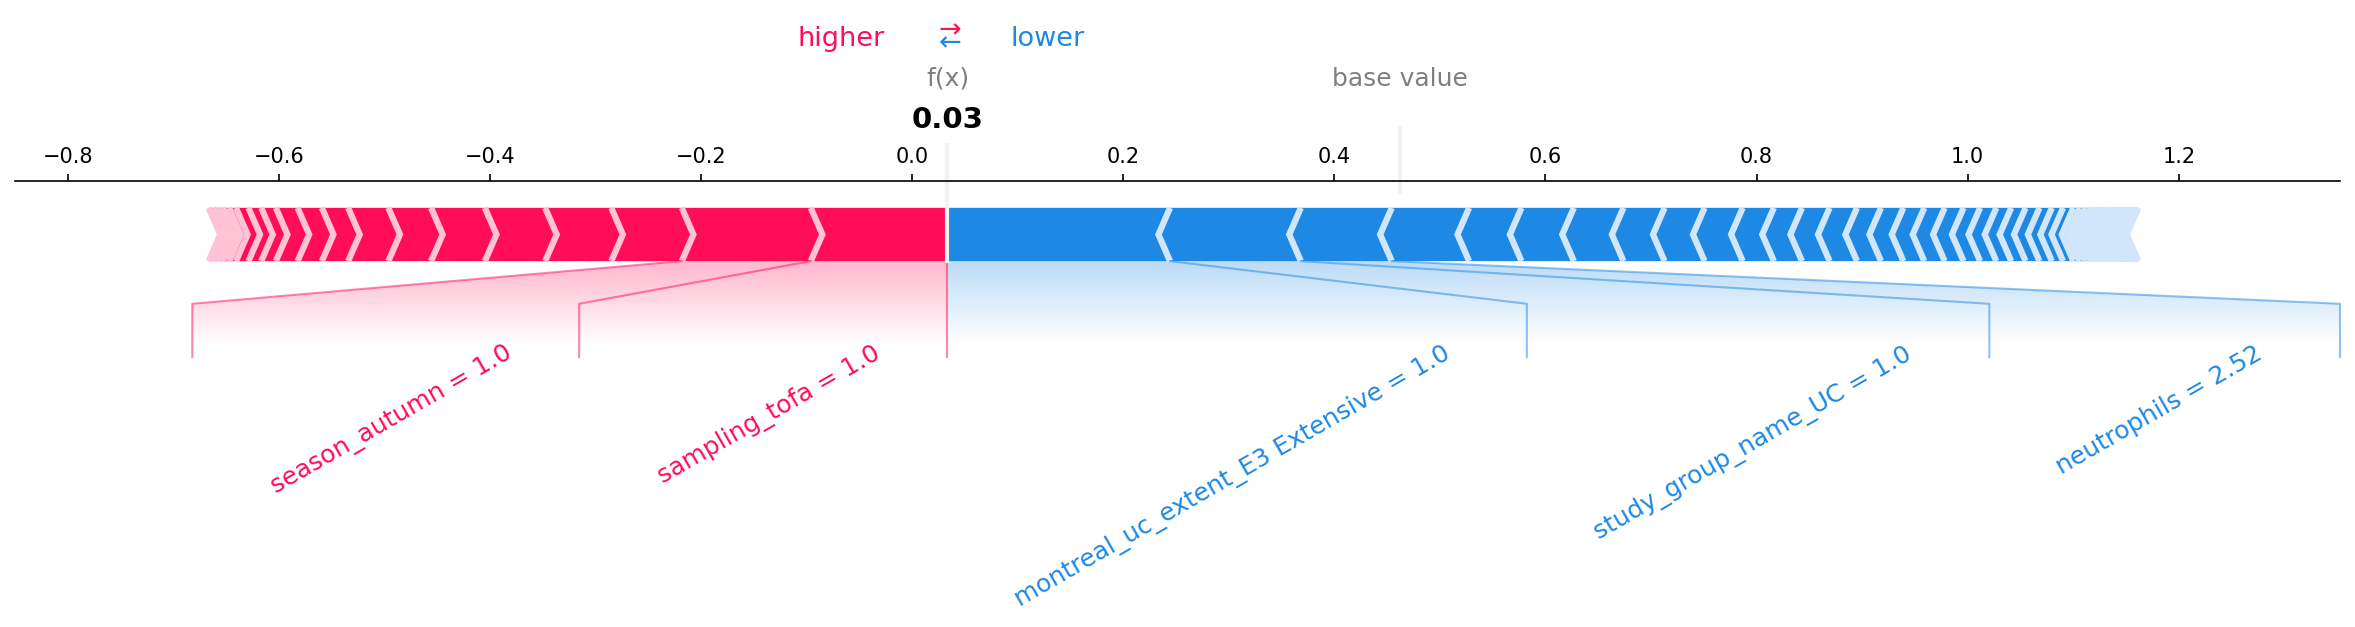 higher ⇄ lower
f(x) base value
0.03
−0.8 −0.6 −0.4 −0.2 0.0 0.2 0.4 0.6 0.8 1.0 1.2
season_autumn = 1.0
sampling_tofa = 1.0
montreal_uc_extent_E3 Extensive = 1.0
study_group_name_UC = 1.0
neutrophils = 2.52